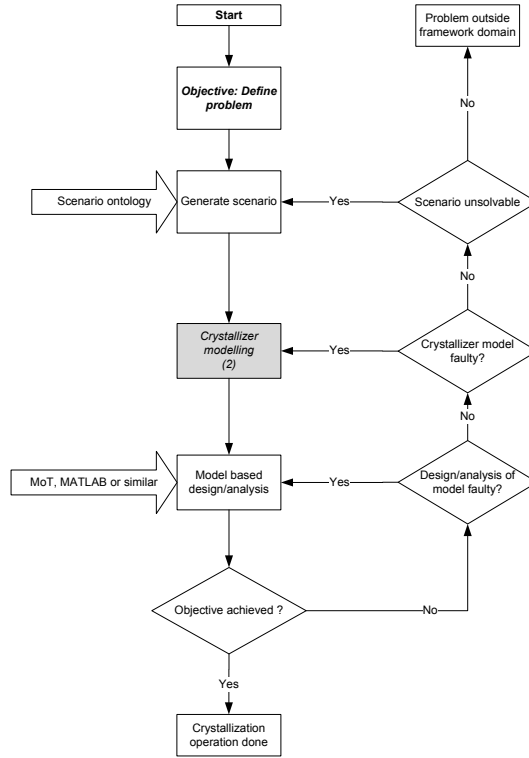 Start
Problem outside
framework domain
Objective: Define
problem
No
Scenario ontology
Generate scenario
Yes
Scenario unsolvable
No
Crystallizer
modelling
(2)
Yes
Crystallizer model
faulty?
No
MoT, MATLAB or similar
Model based
design/analysis
Yes
Design/analysis of
model faulty?
Objective achieved ?
No
Yes
Crystallization
operation done